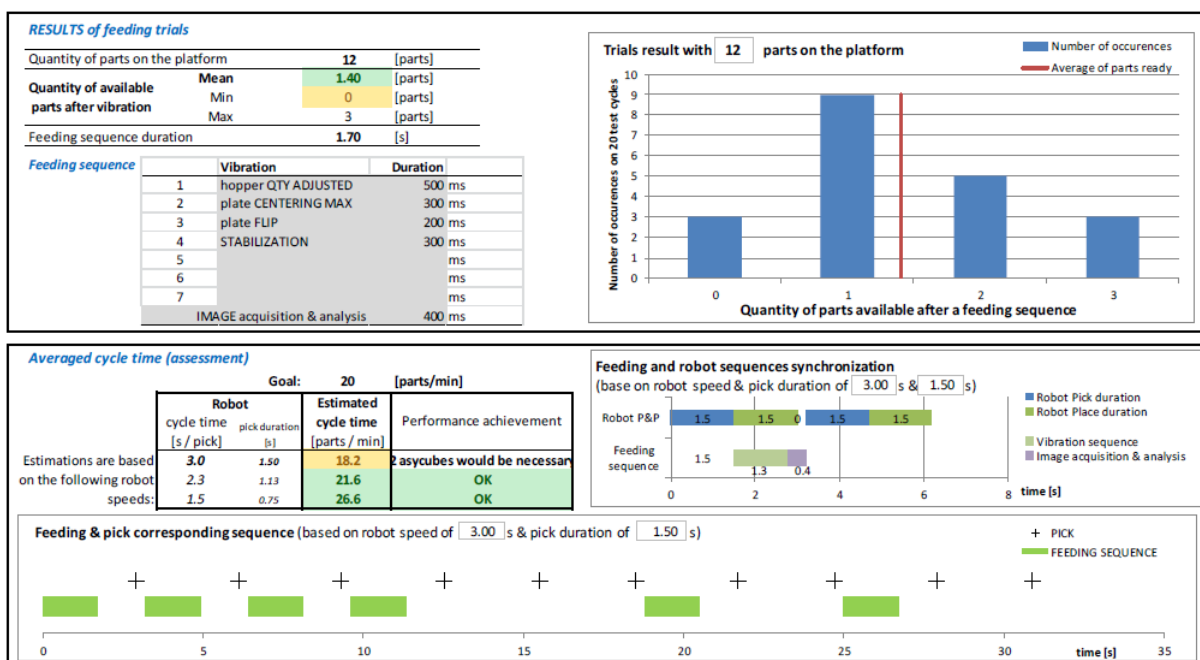 RESULTS of feeding trials
Quantity of parts on the platform 12 [parts]
Quantity of available parts after vibration
Mean 1.40 [parts]
Min 0 [parts]
Max 3 [parts]
Feeding sequence duration 1.70 [s]
Feeding sequence
Vibration Duration
1 hopper QTY ADJUSTED 500 ms
2 plate CENTERING MAX 300 ms
3 plate FLIP 200 ms
4 STABILIZATION 300 ms
5 ms
6 ms
7 ms
IMAGE acquisition & analysis 400 ms
Trials result with 12 parts on the platform
Number of occurences
Average of parts ready
Number of occurences on 20 test cycles
10
9
8
7
6
5
4
3
2
1
0
0 1 2 3
Quantity of parts available after a feeding sequence
Averaged cycle time (assessment)
Goal: 20 [parts/min]
Robot
cycle time [s / pick]
pick duration [s]
Estimated cycle time [parts / min]
Performance achievement
Estimations are based on the following robot speeds:
3.0 1.50 18.2 2 asycubes would be necessary
2.3 1.13 21.6 OK
1.5 0.75 26.6 OK
Feeding and robot sequences synchronization
(base on robot speed & pick duration of 3.00 s & 1.50 s)
Robot Pick duration
Robot Place duration
Vibration sequence
Image acquisition & analysis
Robot P&P 1.5 1.5 0 1.5 1.5
Feeding sequence 1.5 1.3 0.4
0 2 4 6 8 time [s]
Feeding & pick corresponding sequence (based on robot speed of 3.00 s & pick duration of 1.50 s)
PICK
FEEDING SEQUENCE
0 5 10 15 20 25 30 time [s] 35